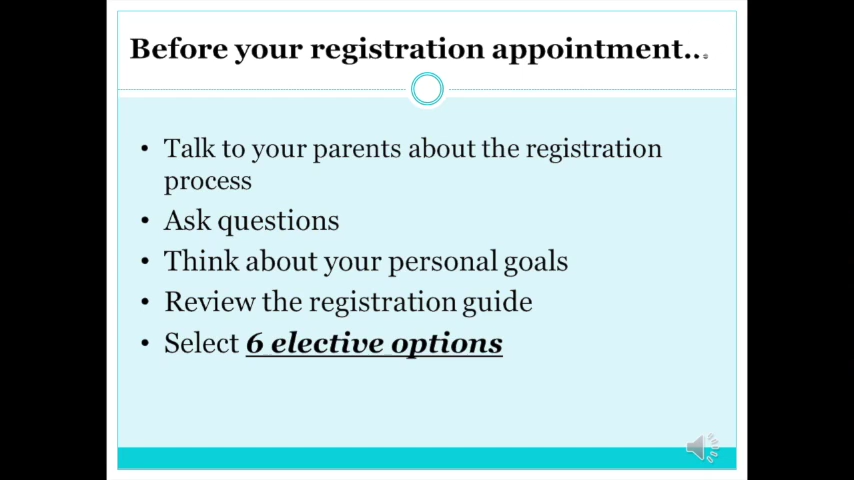 Before your registration appointment...
• Talk to your parents about the registration
process
• Ask questions
• Think about your personal goals
• Review the registration guide
• Select 6 elective options